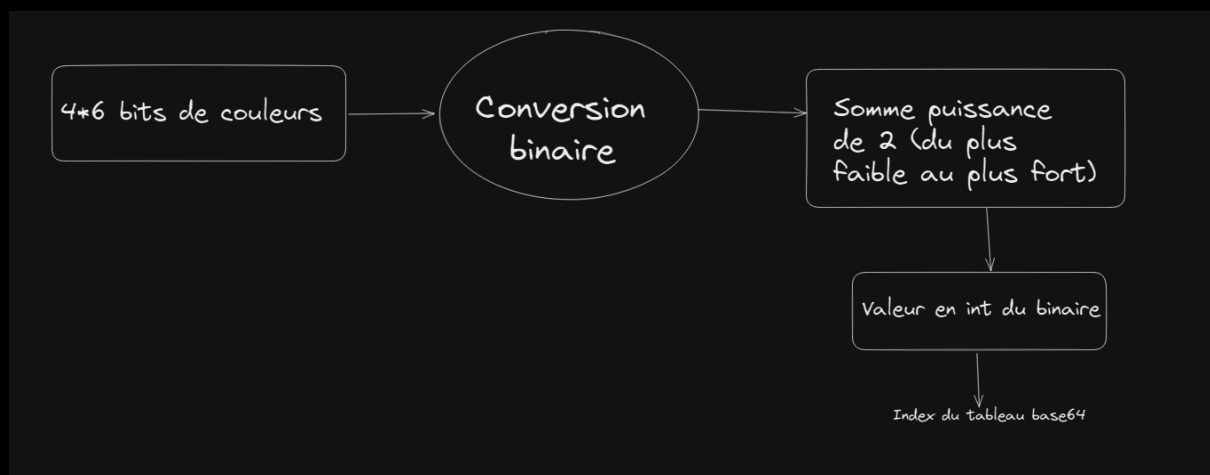 4*6 bits de couleurs
Conversion
binaire
Somme puissance
de 2 (du plus
faible au plus fort)
Valeur en int du binaire
Index du tableau base64